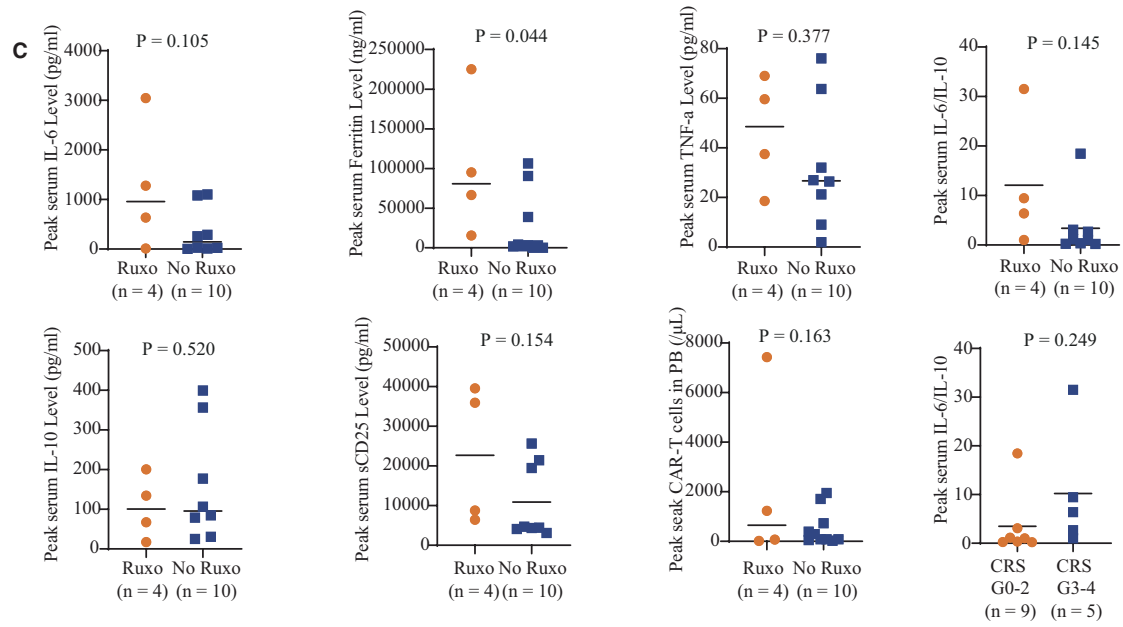 C
Peak serum IL-6 Level (pg/ml)
P = 0.105
4000
3000
2000
1000
0
Ruxo No Ruxo
(n = 4) (n = 10)
Peak serum Ferritin Level (ng/ml)
P = 0.044
250000
200000
150000
100000
50000
0
Ruxo No Ruxo
(n = 4) (n = 10)
Peak serum TNF-a Level (pg/ml)
P = 0.377
80
60
40
20
0
Ruxo No Ruxo
(n = 4) (n = 10)
Peak serum IL-6/IL-10
P = 0.145
40
30
20
10
0
Ruxo No Ruxo
(n = 4) (n = 10)
Peak serum IL-10 Level (pg/ml)
P = 0.520
500
400
300
200
100
0
Ruxo No Ruxo
(n = 4) (n = 10)
Peak serum sCD25 Level (pg/ml)
P = 0.154
50000
40000
30000
20000
10000
0
Ruxo No Ruxo
(n = 4) (n = 10)
Peak seak CAR-T cells in PB (/μL)
P = 0.163
8000
6000
4000
2000
0
Ruxo No Ruxo
(n = 4) (n = 10)
Peak serum IL-6/IL-10
P = 0.249
40
30
20
10
0
CRS CRS
G0-2 G3-4
(n = 9) (n = 5)